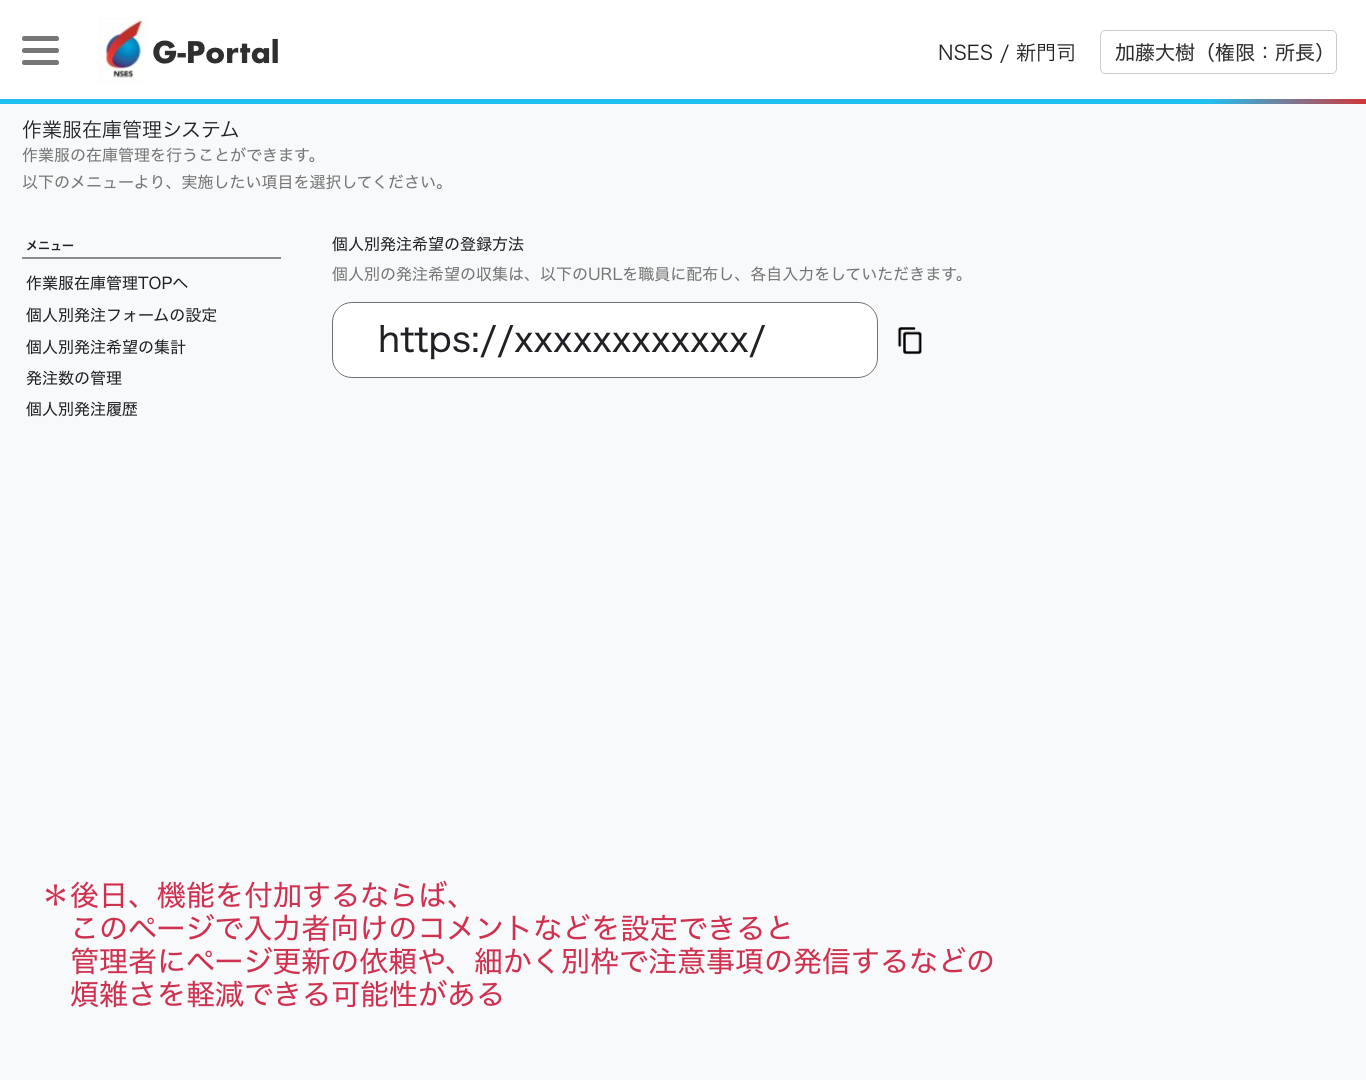 NSES
G-Portal
NSES / 新門司
加藤大樹（権限：所長）
作業服在庫管理システム
作業服の在庫管理を行うことができます。
以下のメニューより、実施したい項目を選択してください。
メニュー
作業服在庫管理TOPへ
個人別発注フォームの設定
個人別発注希望の集計
発注数の管理
個人別発注履歴
個人別発注希望の登録方法
個人別の発注希望の収集は、以下のURLを職員に配布し、各自入力をしていただきます。
https://xxxxxxxxxxxx/
＊後日、機能を付加するならば、
このページで入力者向けのコメントなどを設定できると
管理者にページ更新の依頼や、細かく別枠で注意事項の発信するなどの
煩雑さを軽減できる可能性がある